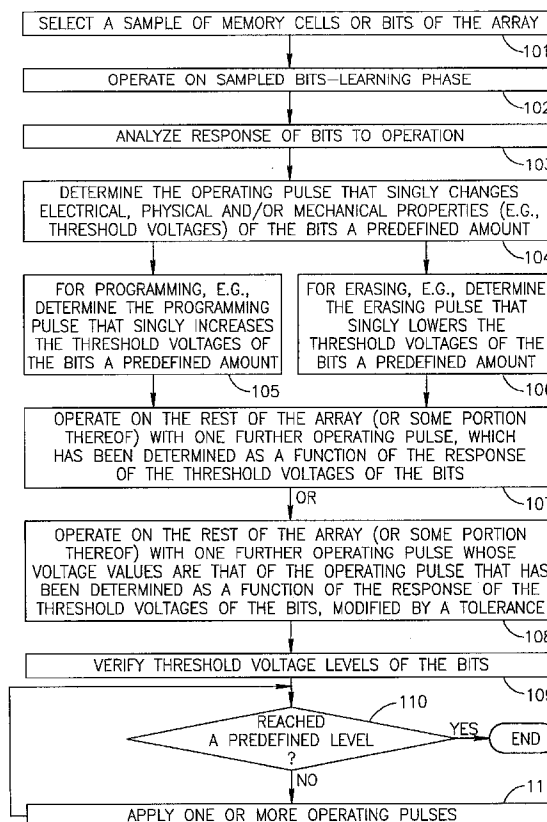 SELECT A SAMPLE OF MEMORY CELLS OR BITS OF THE ARRAY
101
OPERATE ON SAMPLED BITS–LEARNING PHASE
102
ANALYZE RESPONSE OF BITS TO OPERATION
103
DETERMINE THE OPERATING PULSE THAT SINGLY CHANGES
ELECTRICAL, PHYSICAL AND/OR MECHANICAL PROPERTIES (E.G.,
THRESHOLD VOLTAGES) OF THE BITS A PREDEFINED AMOUNT
104
FOR PROGRAMMING, E.G.,
DETERMINE THE PROGRAMMING
PULSE THAT SINGLY INCREASES
THE THRESHOLD VOLTAGES OF
THE BITS A PREDEFINED AMOUNT
105
FOR ERASING, E.G., DETERMINE
THE ERASING PULSE THAT
SINGLY LOWERS THE
THRESHOLD VOLTAGES OF THE
BITS A PREDEFINED AMOUNT
106
OPERATE ON THE REST OF THE ARRAY (OR SOME PORTION
THEREOF) WITH ONE FURTHER OPERATING PULSE, WHICH
HAS BEEN DETERMINED AS A FUNCTION OF THE RESPONSE
OF THE THRESHOLD VOLTAGES OF THE BITS
107
OR
OPERATE ON THE REST OF THE ARRAY (OR SOME PORTION
THEREOF) WITH ONE FURTHER OPERATING PULSE WHOSE
VOLTAGE VALUES ARE THAT OF THE OPERATING PULSE THAT HAS
BEEN DETERMINED AS A FUNCTION OF THE RESPONSE OF THE
THRESHOLD VOLTAGES OF THE BITS, MODIFIED BY A TOLERANCE
108
VERIFY THRESHOLD VOLTAGE LEVELS OF THE BITS
109
110
REACHED
A PREDEFINED LEVEL
?
YES
END
NO
11
APPLY ONE OR MORE OPERATING PULSES